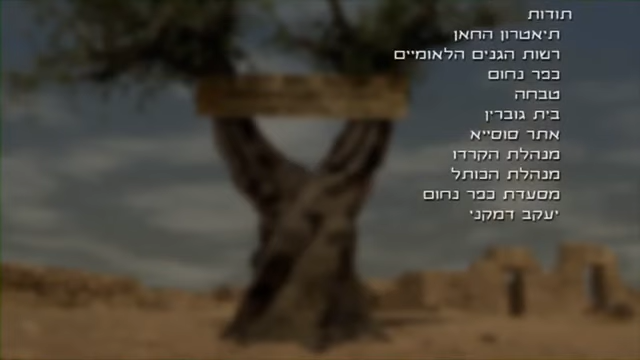 תודות
תיאטרון החאן
רשות הגנים הלאומיים
כפר נחום
טבחה
בית גוברין
אתר סוסייא
מנהלת הקרדו
מנהלת הכותל
מסעדת כפר נחום
יעקב דמקני